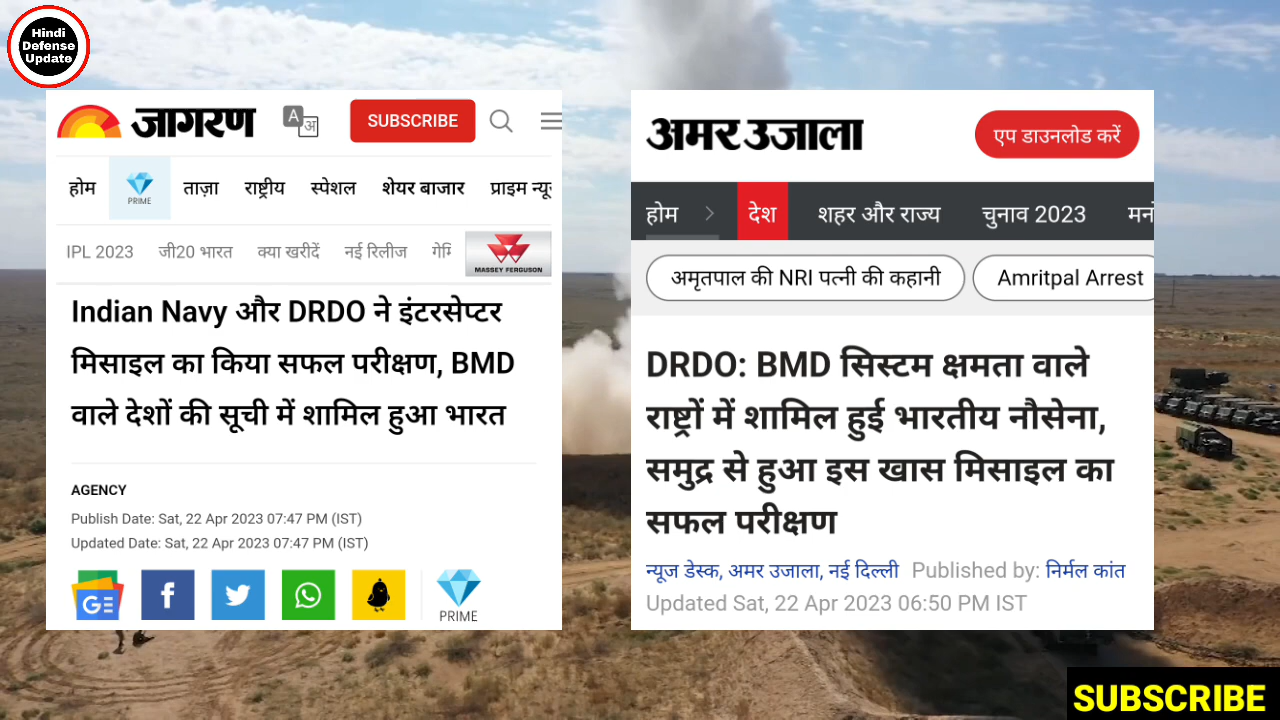 Hindi
Defense
Update
जागरण
A
अ
SUBSCRIBE
होम
PRIME
ताज़ा
राष्ट्रीय
स्पेशल
शेयर बाजार
प्राइम न्यू
IPL 2023
जी20 भारत
क्या खरीदें
नई रिलीज
MASSEY FERGUSON
Indian Navy और DRDO ने इंटरसेप्टर
मिसाइल का किया सफल परीक्षण, BMD
वाले देशों की सूची में शामिल हुआ भारत
AGENCY
Publish Date: Sat, 22 Apr 2023 07:47 PM (IST)
Updated Date: Sat, 22 Apr 2023 07:47 PM (IST)
GE
f
PRIME
अमर उजाला
एप डाउनलोड करें
होम
देश
शहर और राज्य
चुनाव 2023
अमृतपाल की NRI पत्नी की कहानी
Amritpal Arrest
DRDO: BMD सिस्टम क्षमता वाले
राष्ट्रों में शामिल हुई भारतीय नौसेना,
समुद्र से हुआ इस खास मिसाइल का
सफल परीक्षण
न्यूज डेस्क, अमर उजाला, नई दिल्ली Published by: निर्मल कांत
Updated Sat, 22 Apr 2023 06:50 PM IST
SUBSCRIBE